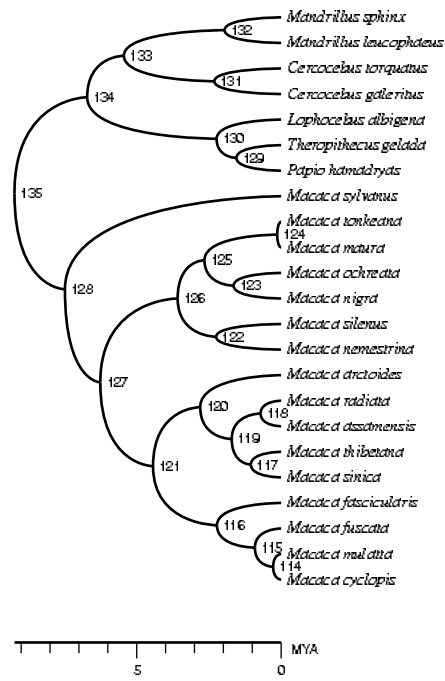 Mandrillus sphinx
132
Mandrillus leucophaeus
133
Cercocebus torquatus
131
Cercocebus galeritus
134
Lophocebus albigena
130
Theropithecus gelada
129
Papio hamadryas
135
Macaca sylvanus
Macaca tonkeana
124
Macaca maura
125
Macaca ochreata
128
123
126
Macaca nigra
Macaca silenus
122
Macaca nemestrina
127
Macaca arctoides
120
Macaca radiata
118
Macaca assamensis
119
Macaca thibetana
121
117
Macaca sinica
Macaca fascicularis
116
Macaca fuscata
115
Macaca mulatta
114
Macaca cyclopis
MYA
5 0